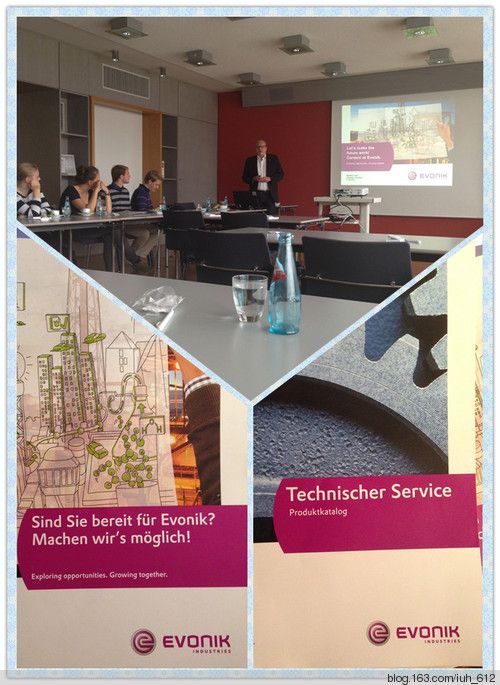 Let's make the
future work!
Careers at Evonik.
EVONIK
Sind Sie bereit für Evonik?
Machen wir's möglich!
Exploring opportunities. Growing together.
EVONIK
INDUSTRIES
Technischer Service
Produktkatalog
EVONIK
INDUSTRIES
blog.163.com/iuh_612